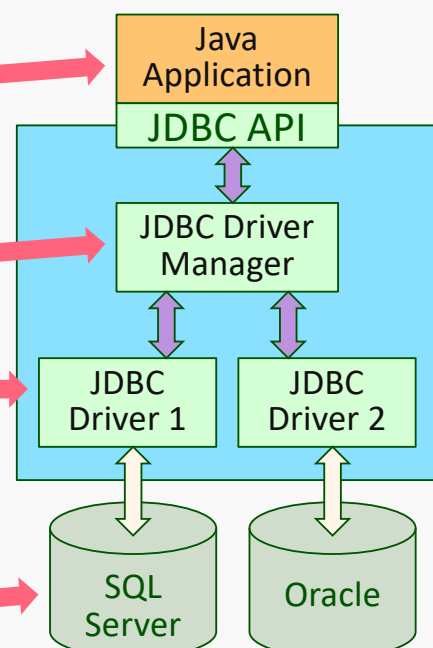 Java
Application
JDBC API
JDBC Driver
Manager
JDBC
Driver 1
JDBC
Driver 2
SQL
Server
Oracle